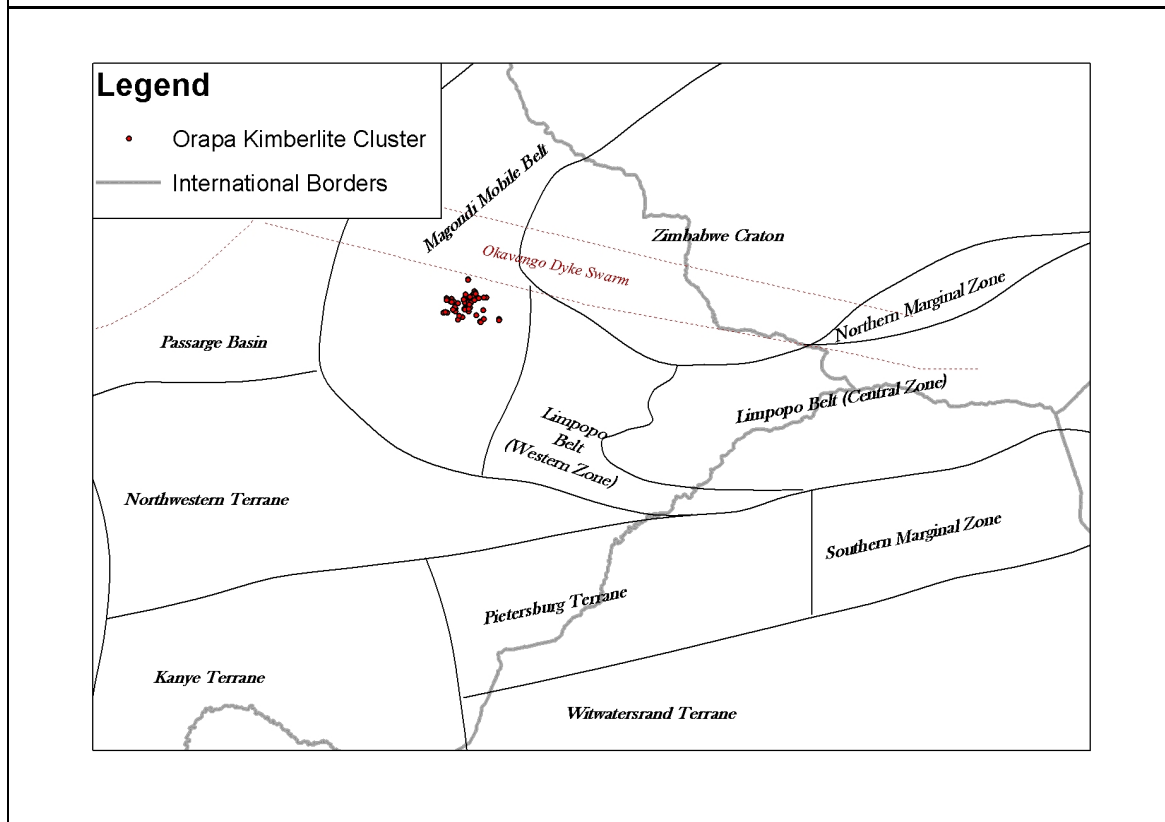 Legend
Orapa Kimberlite Cluster
International Borders
Magondi Mobile Belt
Zimbabwe Craton
Okavango Dyke Swarm
Northern Marginal Zone
Passarge Basin
Limpopo Belt (Central Zone)
Limpopo
Belt
(Western Zone)
Northwestern Terrane
Southern Marginal Zone
Pietersburg Terrane
Kanye Terrane
Witwatersrand Terrane